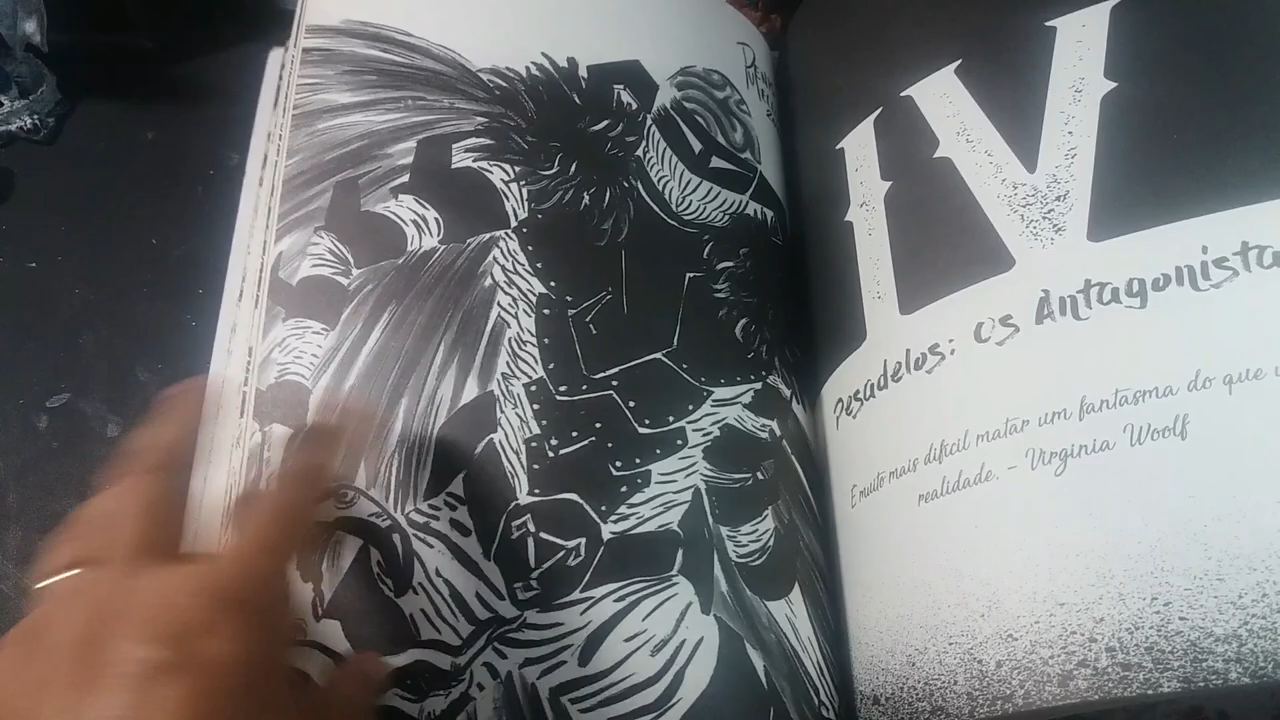 IV
pesadelos: os Antagonista
É muito mais difícil matar um fantasma do que u
realidade. - Virginia Woolf